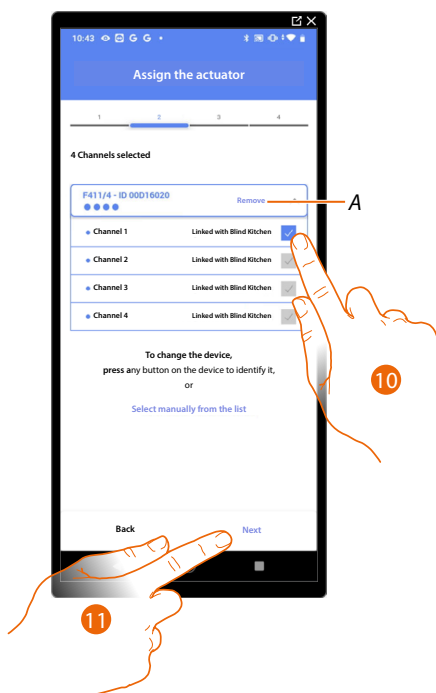 10:43 G G
Assign the actuator
1 2 3 4
4 Channels selected
F411/4 - ID 00D16020
Remove
A
Channel 1 Linked with Blind Kitchen
Channel 2 Linked with Blind Kitchen
Channel 3 Linked with Blind Kitchen
Channel 4 Linked with Blind Kitchen
10
To change the device,
press any button on the device to identify it,
or
Select manually from the list
Back Next
11